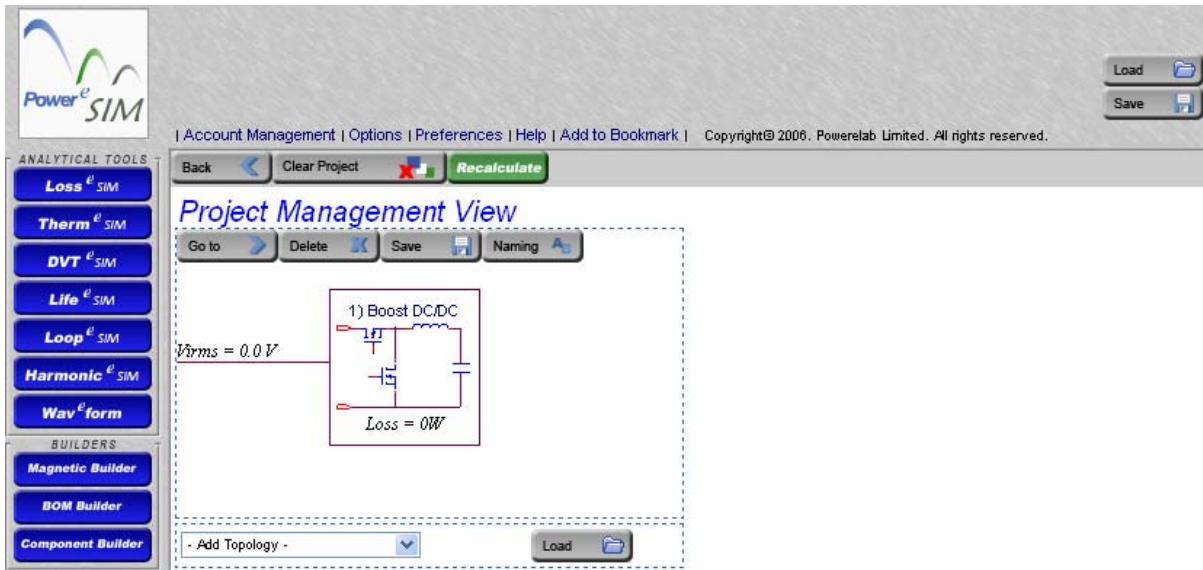 Power e SIM
Load
Save
| Account Management | Options | Preferences | Help | Add to Bookmark | Copyright© 2006. Powerelab Limited. All rights reserved.
ANALYTICAL TOOLS
Loss e SIM
Therm e SIM
DVT e SIM
Life e SIM
Loop e SIM
Harmonic e SIM
Wav e form
BUILDERS
Magnetic Builder
BOM Builder
Component Builder
Back
Clear Project
Recalculate
Project Management View
Go to
Delete
Save
Naming AB
1) Boost DC/DC
Virms = 0.0 V
Loss = 0W
- Add Topology -
Load